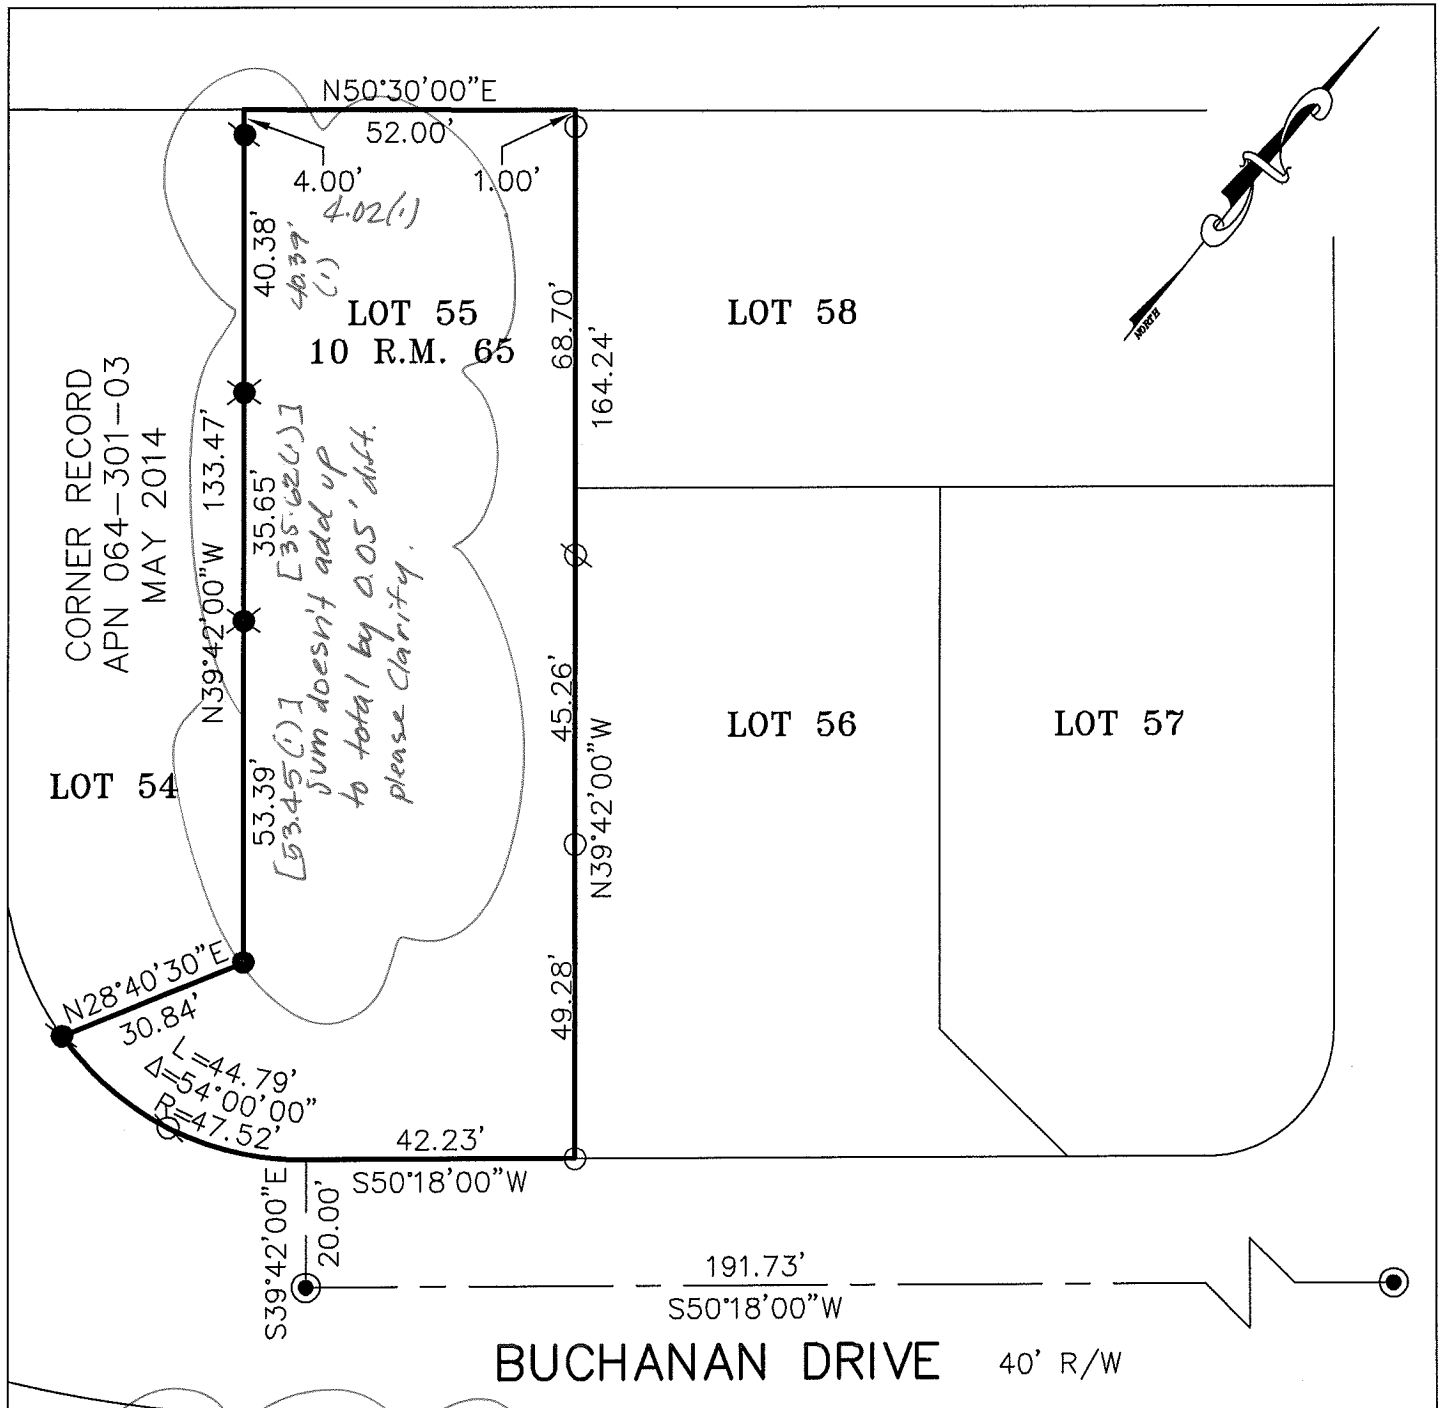 N50°30'00"E
52.00'
4.00'
1.00'
4.02(1)
40.38'
40.39'
(1)
LOT 55
10 R.M. 65
LOT 58
NORTH
68.70'
164.24'
CORNER RECORD
APN 064-301-03
MAY 2014
N39°42'00"W 133.47'
35.65'
[35.62(1)]
sum doesn't add up
to total by 0.05' diff.
please Clarify.
53.39'
[53.45(1)]
45.26'
N39°42'00"W
LOT 56
LOT 57
LOT 54
49.28'
N28°40'30"E
30.84'
L=44.79'
Δ=54°00'00"
R=47.52'
42.23'
S50°18'00"W
S39°42'00"E
20.00'
191.73'
S50°18'00"W
BUCHANAN DRIVE 40' R/W